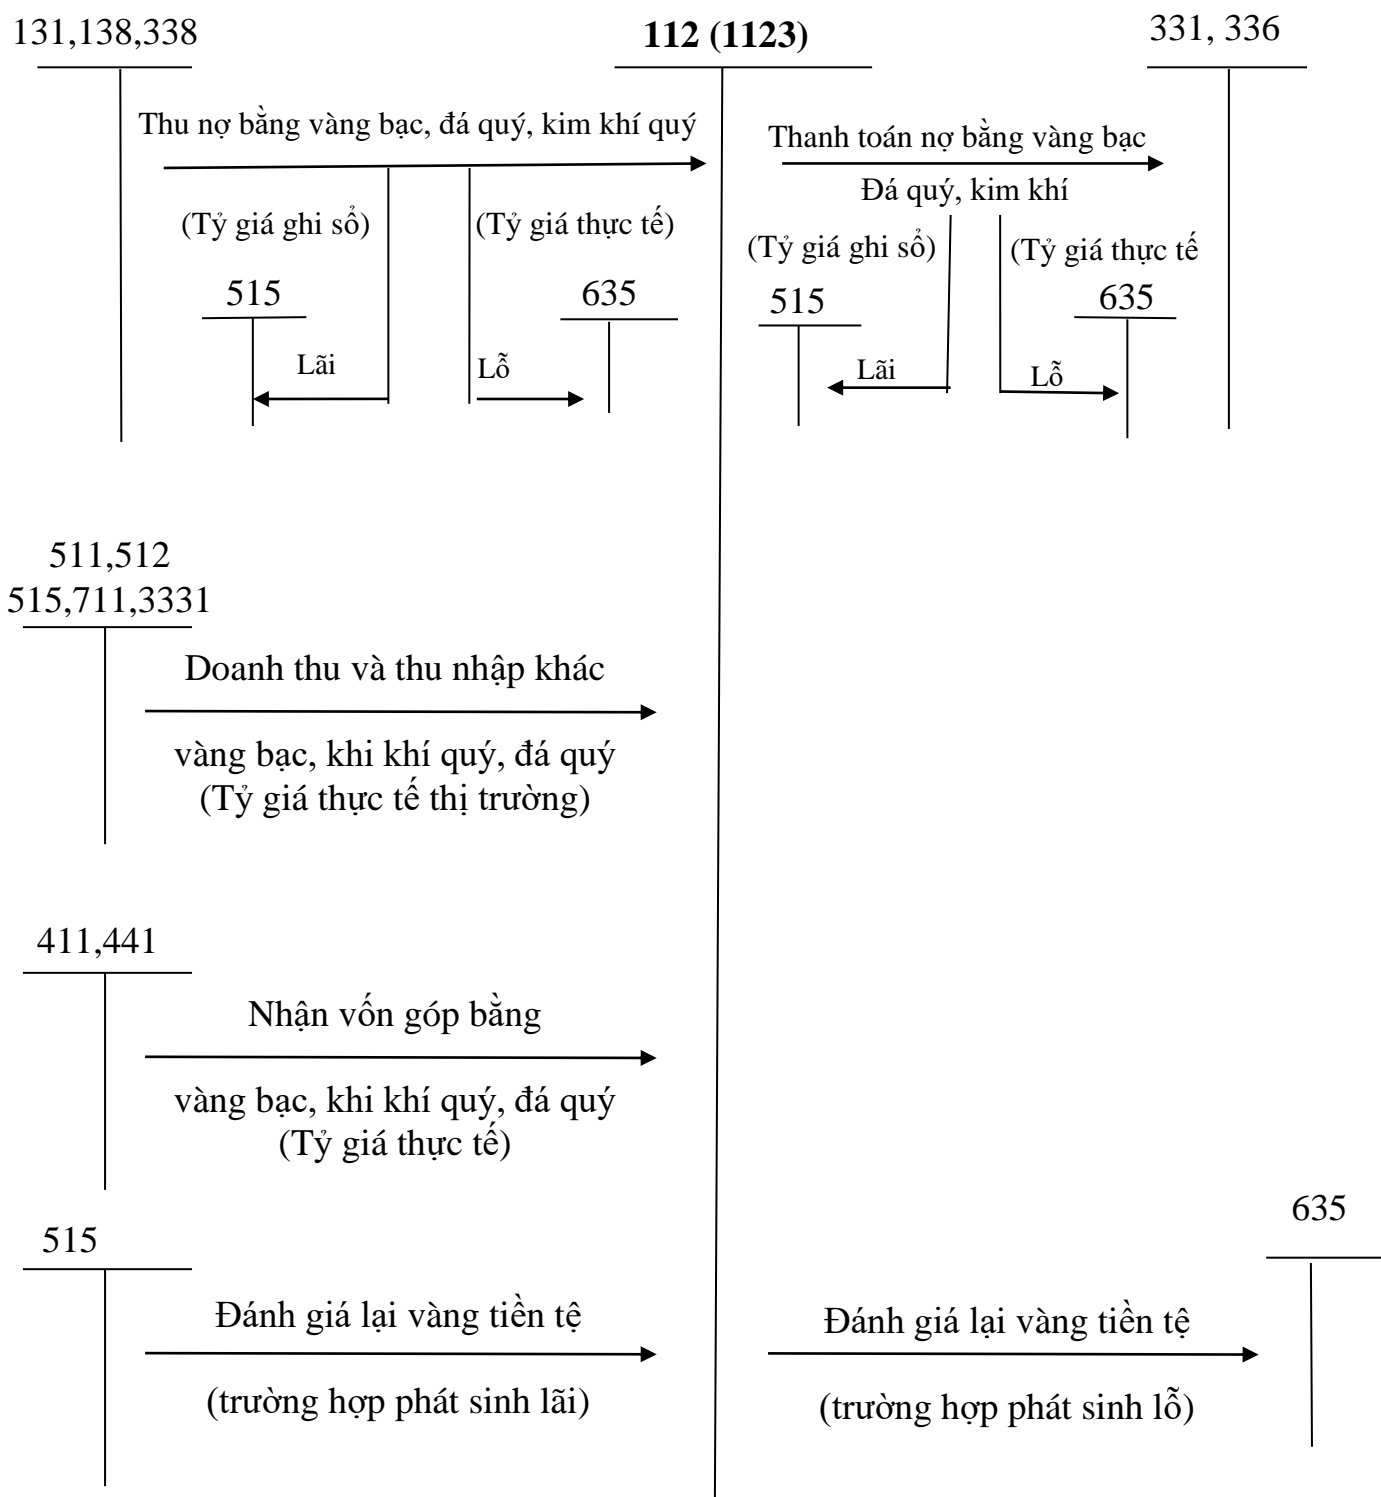 131,138,338
112 (1123)
331, 336
Thu nợ bằng vàng bạc, đá quý, kim khí quý
Thanh toán nợ bằng vàng bạc
Đá quý, kim khí
(Tỷ giá ghi sổ)
(Tỷ giá thực tế)
(Tỷ giá ghi sổ)
(Tỷ giá thực tế
515
635
515
635
Lãi
Lỗ
Lãi
Lỗ
511,512
515,711,3331
Doanh thu và thu nhập khác
vàng bạc, khi khí quý, đá quý
(Tỷ giá thực tế thị trường)
411,441
Nhận vốn góp bằng
vàng bạc, khi khí quý, đá quý
(Tỷ giá thực tế)
515
635
Đánh giá lại vàng tiền tệ
(trường hợp phát sinh lãi)
Đánh giá lại vàng tiền tệ
(trường hợp phát sinh lỗ)